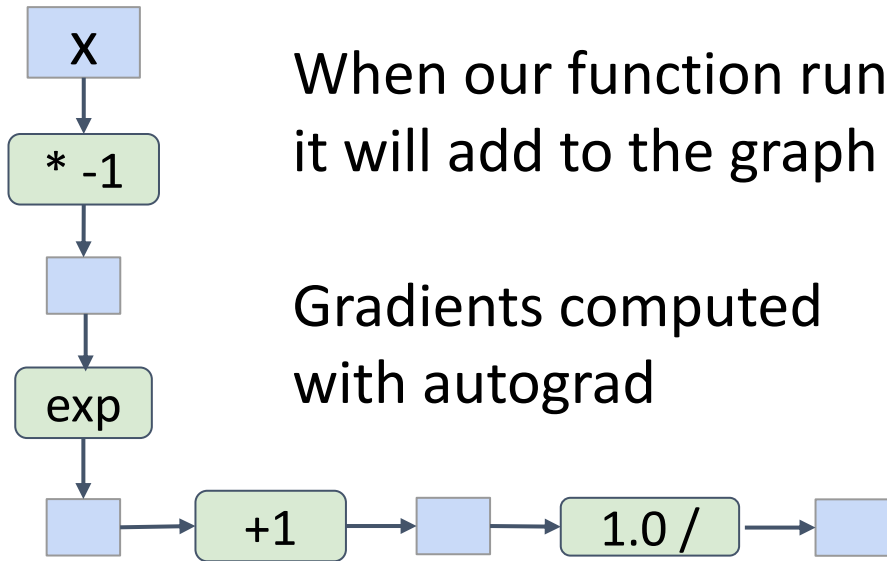 x
When our function run
it will add to the graph
* -1
Gradients computed
with autograd
exp
+1
1.0 /